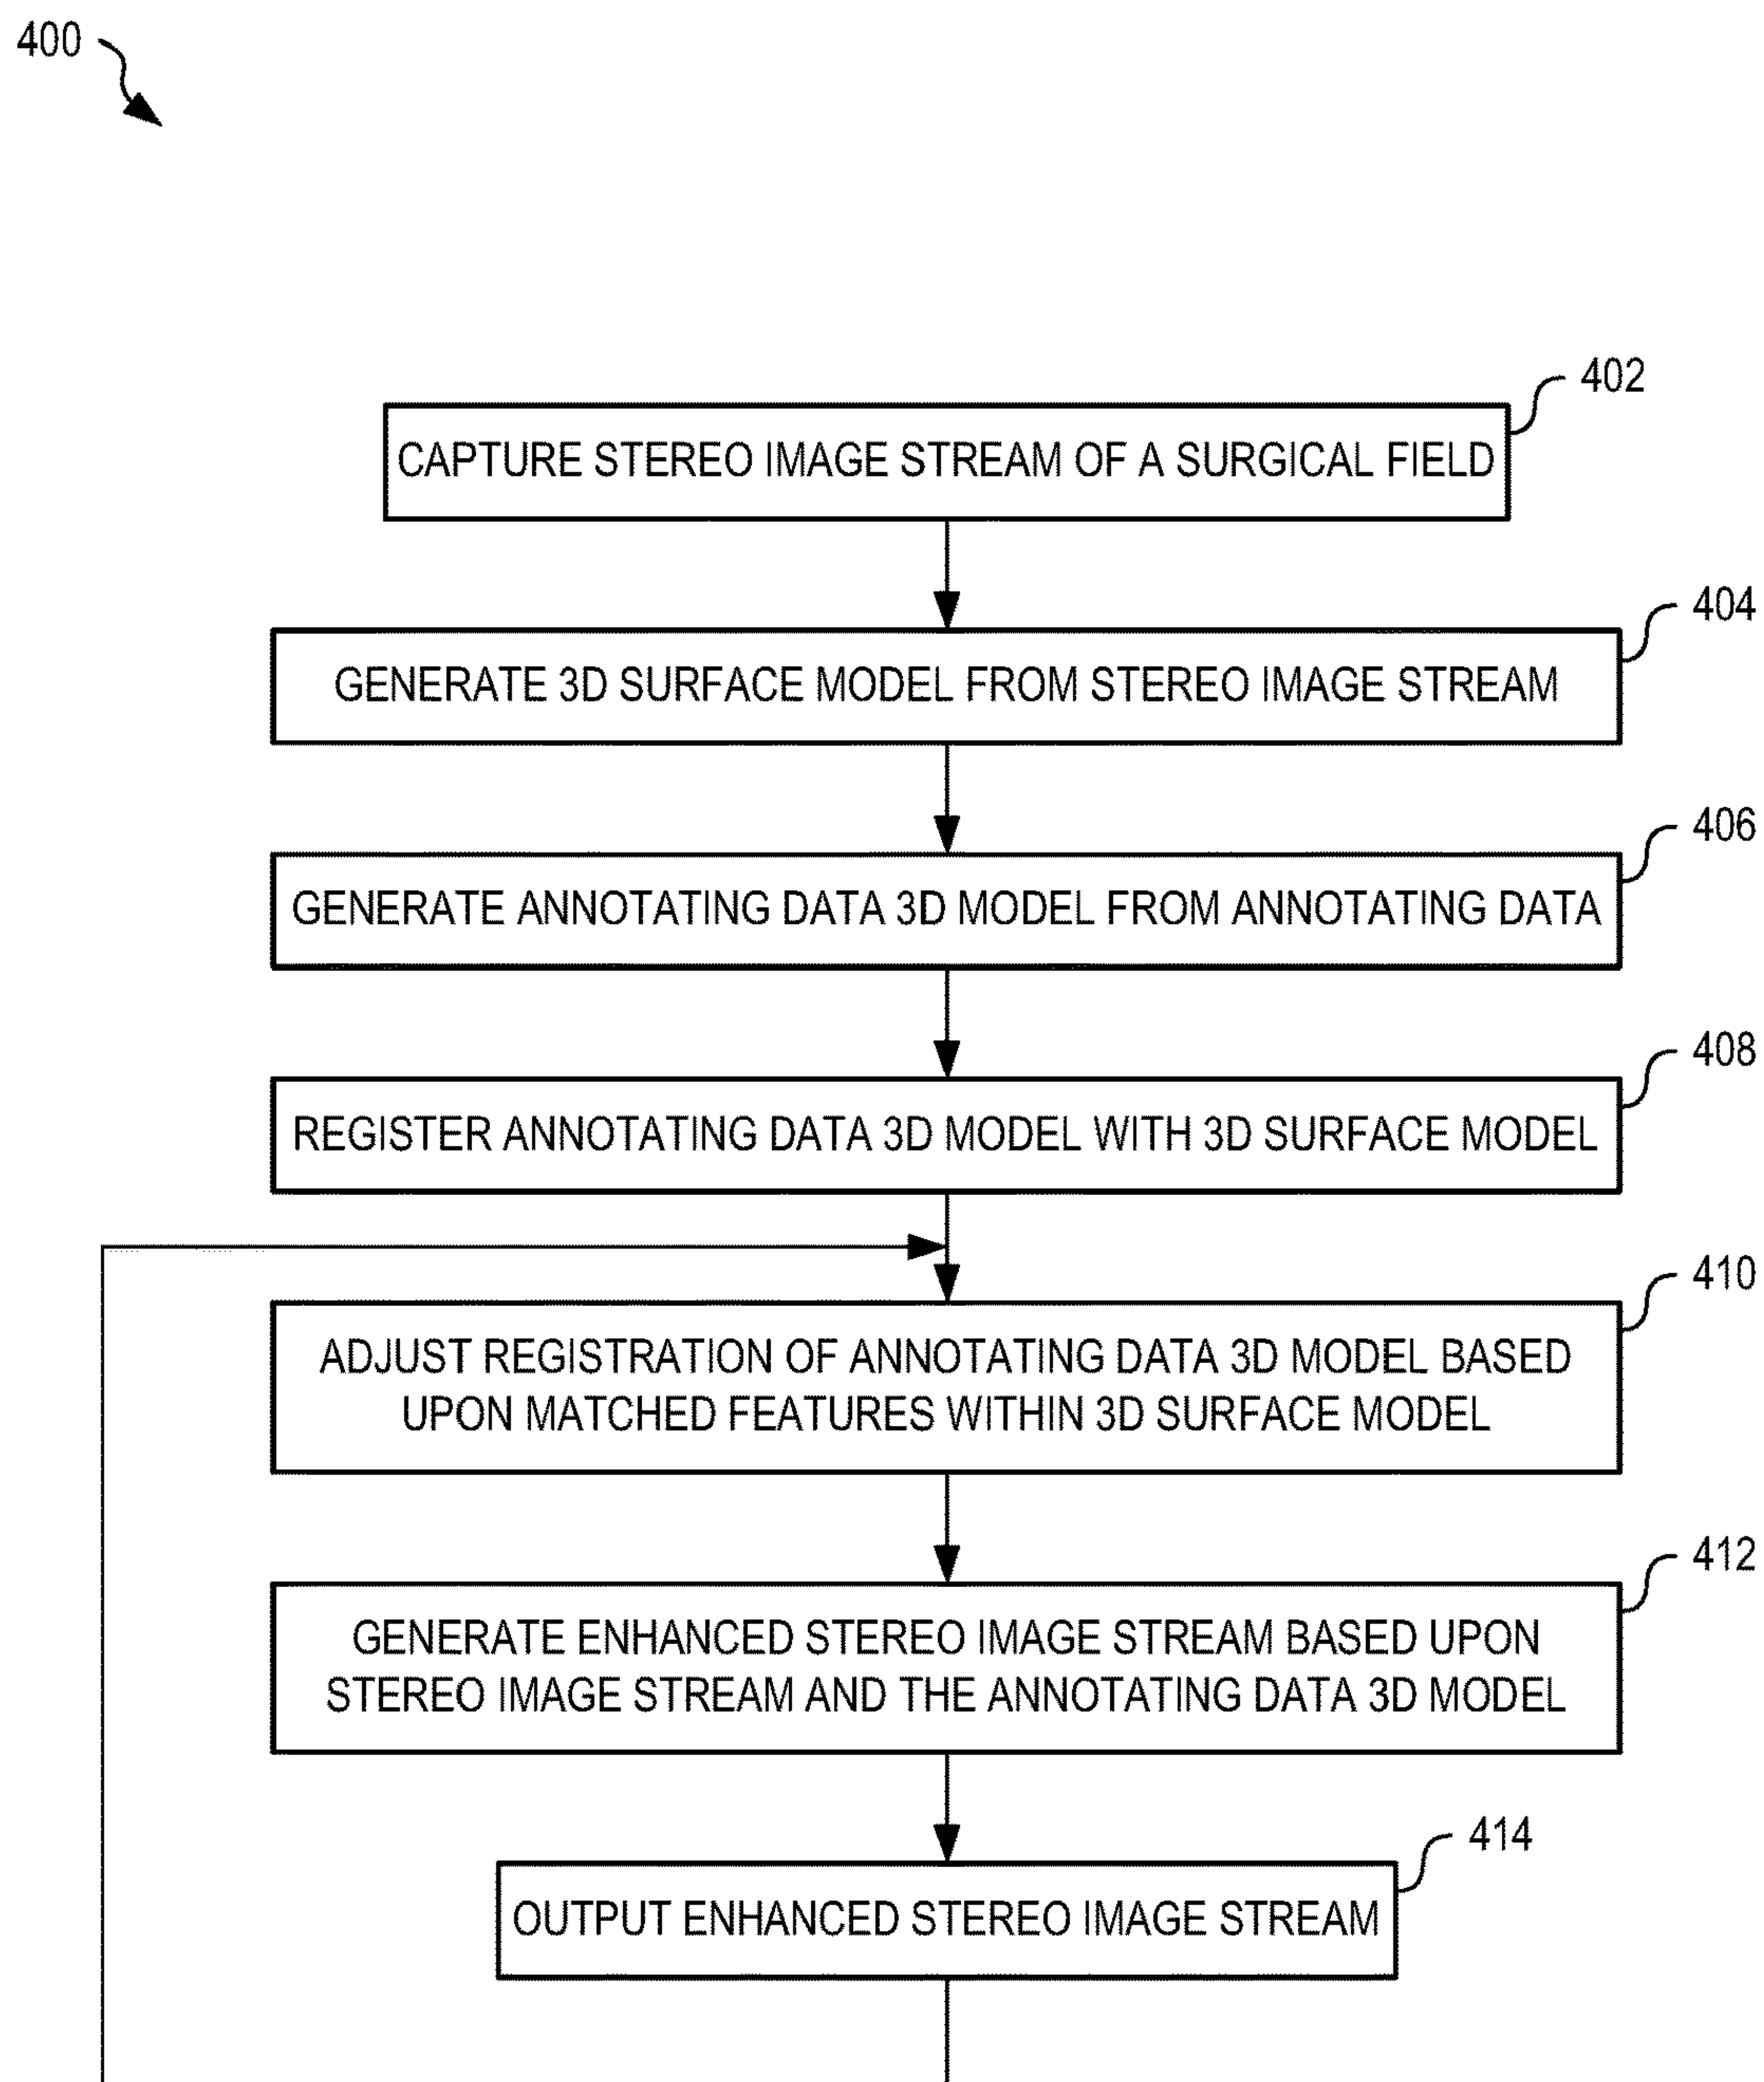 400
402
CAPTURE STEREO IMAGE STREAM OF A SURGICAL FIELD
404
GENERATE 3D SURFACE MODEL FROM STEREO IMAGE STREAM
406
GENERATE ANNOTATING DATA 3D MODEL FROM ANNOTATING DATA
408
REGISTER ANNOTATING DATA 3D MODEL WITH 3D SURFACE MODEL
410
ADJUST REGISTRATION OF ANNOTATING DATA 3D MODEL BASED
UPON MATCHED FEATURES WITHIN 3D SURFACE MODEL
412
GENERATE ENHANCED STEREO IMAGE STREAM BASED UPON
STEREO IMAGE STREAM AND THE ANNOTATING DATA 3D MODEL
414
OUTPUT ENHANCED STEREO IMAGE STREAM